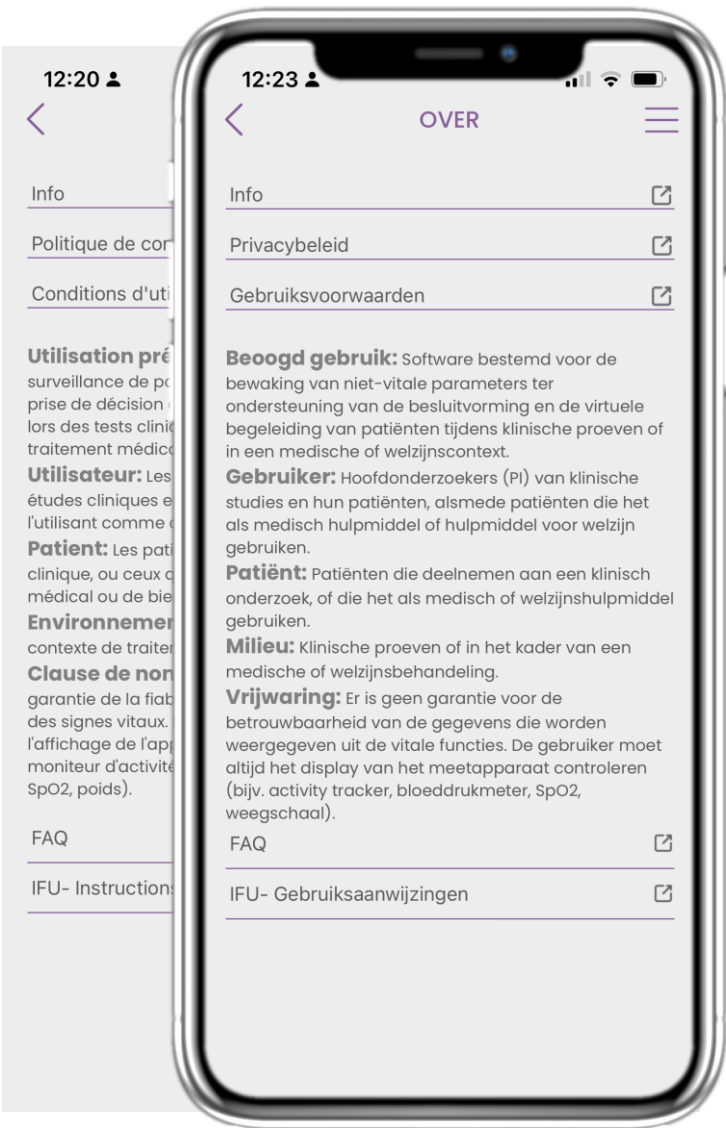 12:20
Info
Politique de con
Conditions d'uti
Utilisation pré
surveillance de
prise de décision
lors des tests clini
traitement médica
Utilisateur: Les
études cliniques e
l'utilisant comme
Patient: Les pati
clinique, ou ceux
médical ou de bie
Environnemen
contexte de traiter
Clause de non
garantie de la fiab
des signes vitaux.
l'affichage de l'app
moniteur d'activité
SpO2, poids).
FAQ
IFU- Instructions
12:23
OVER
Info
Privacybeleid
Gebruiksvoorwaarden
Beoogd gebruik: Software bestemd voor de
bewaking van niet-vitale parameters ter
ondersteuning van de besluitvorming en de virtuele
begeleiding van patiënten tijdens klinische proeven of
in een medische of welzijnscontext.
Gebruiker: Hoofdonderzoekers (PI) van klinische
studies en hun patiënten, alsmede patiënten die het
als medisch hulpmiddel of hulpmiddel voor welzijn
gebruiken.
Patiënt: Patiënten die deelnemen aan een klinisch
onderzoek, of die het als medisch of welzijnshulpmiddel
gebruiken.
Milieu: Klinische proeven of in het kader van een
medische of welzijnsbehandeling.
Vrijwaring: Er is geen garantie voor de
betrouwbaarheid van de gegevens die worden
weergegeven uit de vitale functies. De gebruiker moet
altijd het display van het meetapparaat controleren
(bijv. activity tracker, bloeddrukmeter, SpO2,
weegschaal).
FAQ
IFU- Gebruiksaanwijzingen